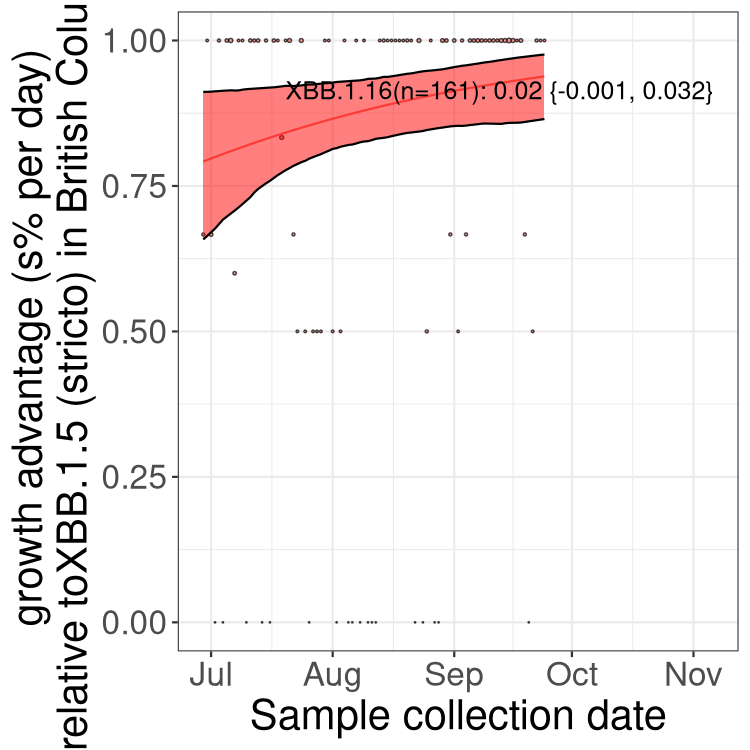 growth advantage (s% per day)
relative toXBB.1.5 (stricto) in British Colu
1.00
0.75
0.50
0.25
0.00
XBB.1.16(n=161): 0.02 {-0.001, 0.032}
Jul Aug Sep Oct Nov
Sample collection date